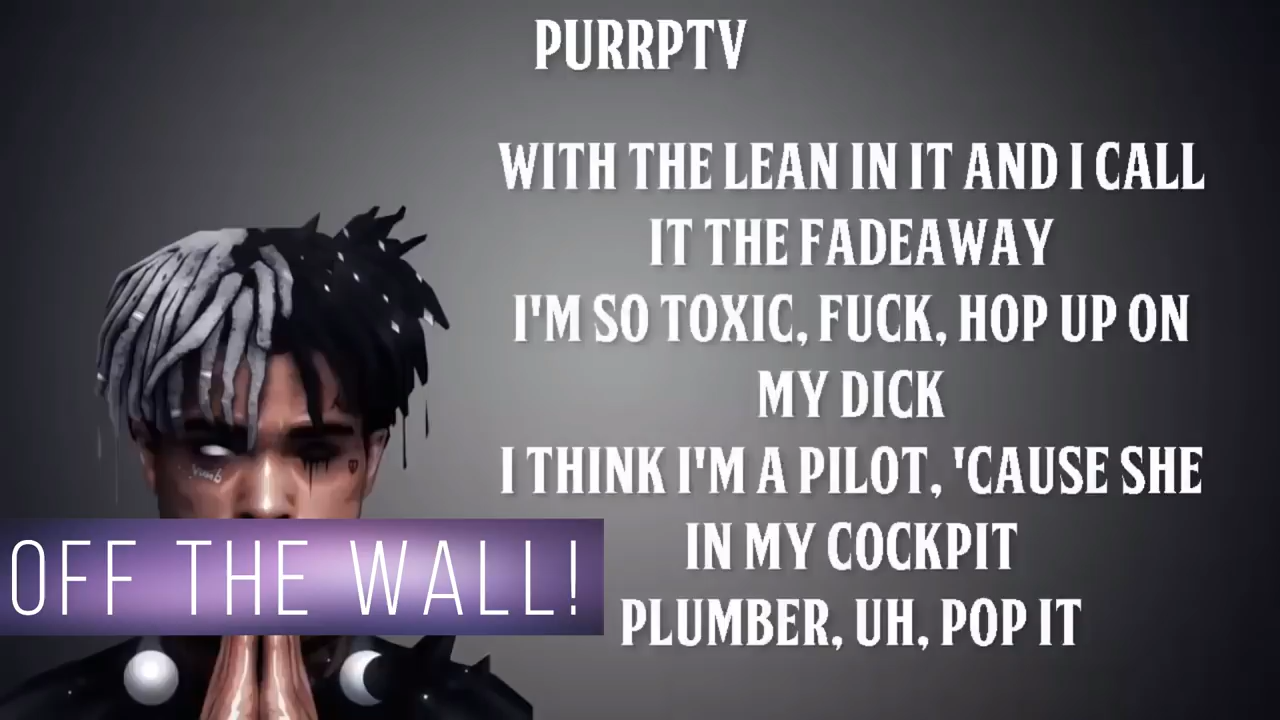 PURRPTV
WITH THE LEAN IN IT AND I CALL
IT THE FADEAWAY
I'M SO TOXIC, FUCK, HOP UP ON
MY DICK
I THINK I'M A PILOT, 'CAUSE SHE
IN MY COCKPIT
PLUMBER, UH, POP IT
OFF THE WALL!